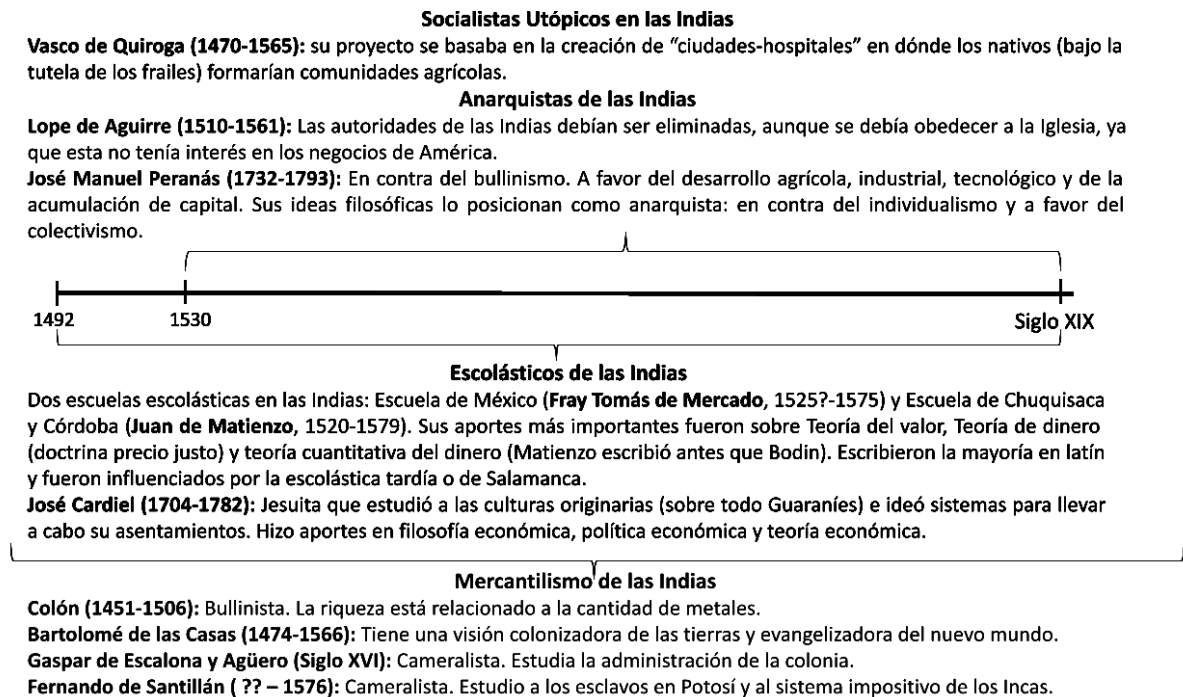 Socialistas Utópicos en las Indias
Vasco de Quiroga (1470-1565): su proyecto se basaba en la creación de “ciudades-hospitales” en dónde los nativos (bajo la
tutela de los frailes) formarían comunidades agrícolas.
Anarquistas de las Indias
Lope de Aguirre (1510-1561): Las autoridades de las Indias debían ser eliminadas, aunque se debía obedecer a la Iglesia, ya
que esta no tenía interés en los negocios de América.
José Manuel Peranás (1732-1793): En contra del bullinismo. A favor del desarrollo agrícola, industrial, tecnológico y de la
acumulación de capital. Sus ideas filosóficas lo posicionan como anarquista: en contra del individualismo y a favor del
colectivismo.
1492 1530 Siglo XIX
Escolásticos de las Indias
Dos escuelas escolásticas en las Indias: Escuela de México (Fray Tomás de Mercado, 1525?-1575) y Escuela de Chuquisaca
y Córdoba (Juan de Matienzo, 1520-1579). Sus aportes más importantes fueron sobre Teoría del valor, Teoría de dinero
(doctrina precio justo) y teoría cuantitativa del dinero (Matienzo escribió antes que Bodin). Escribieron la mayoría en latín
y fueron influenciados por la escolástica tardía o de Salamanca.
José Cardiel (1704-1782): Jesuita que estudió a las culturas originarias (sobre todo Guaraníes) e ideó sistemas para llevar
a cabo su asentamientos. Hizo aportes en filosofía económica, política económica y teoría económica.
Mercantilismo de las Indias
Colón (1451-1506): Bullinista. La riqueza está relacionado a la cantidad de metales.
Bartolomé de las Casas (1474-1566): Tiene una visión colonizadora de las tierras y evangelizadora del nuevo mundo.
Gaspar de Escalona y Agüero (Siglo XVI): Cameralista. Estudia la administración de la colonia.
Fernando de Santillán ( ?? – 1576): Cameralista. Estudio a los esclavos en Potosí y al sistema impositivo de los Incas.